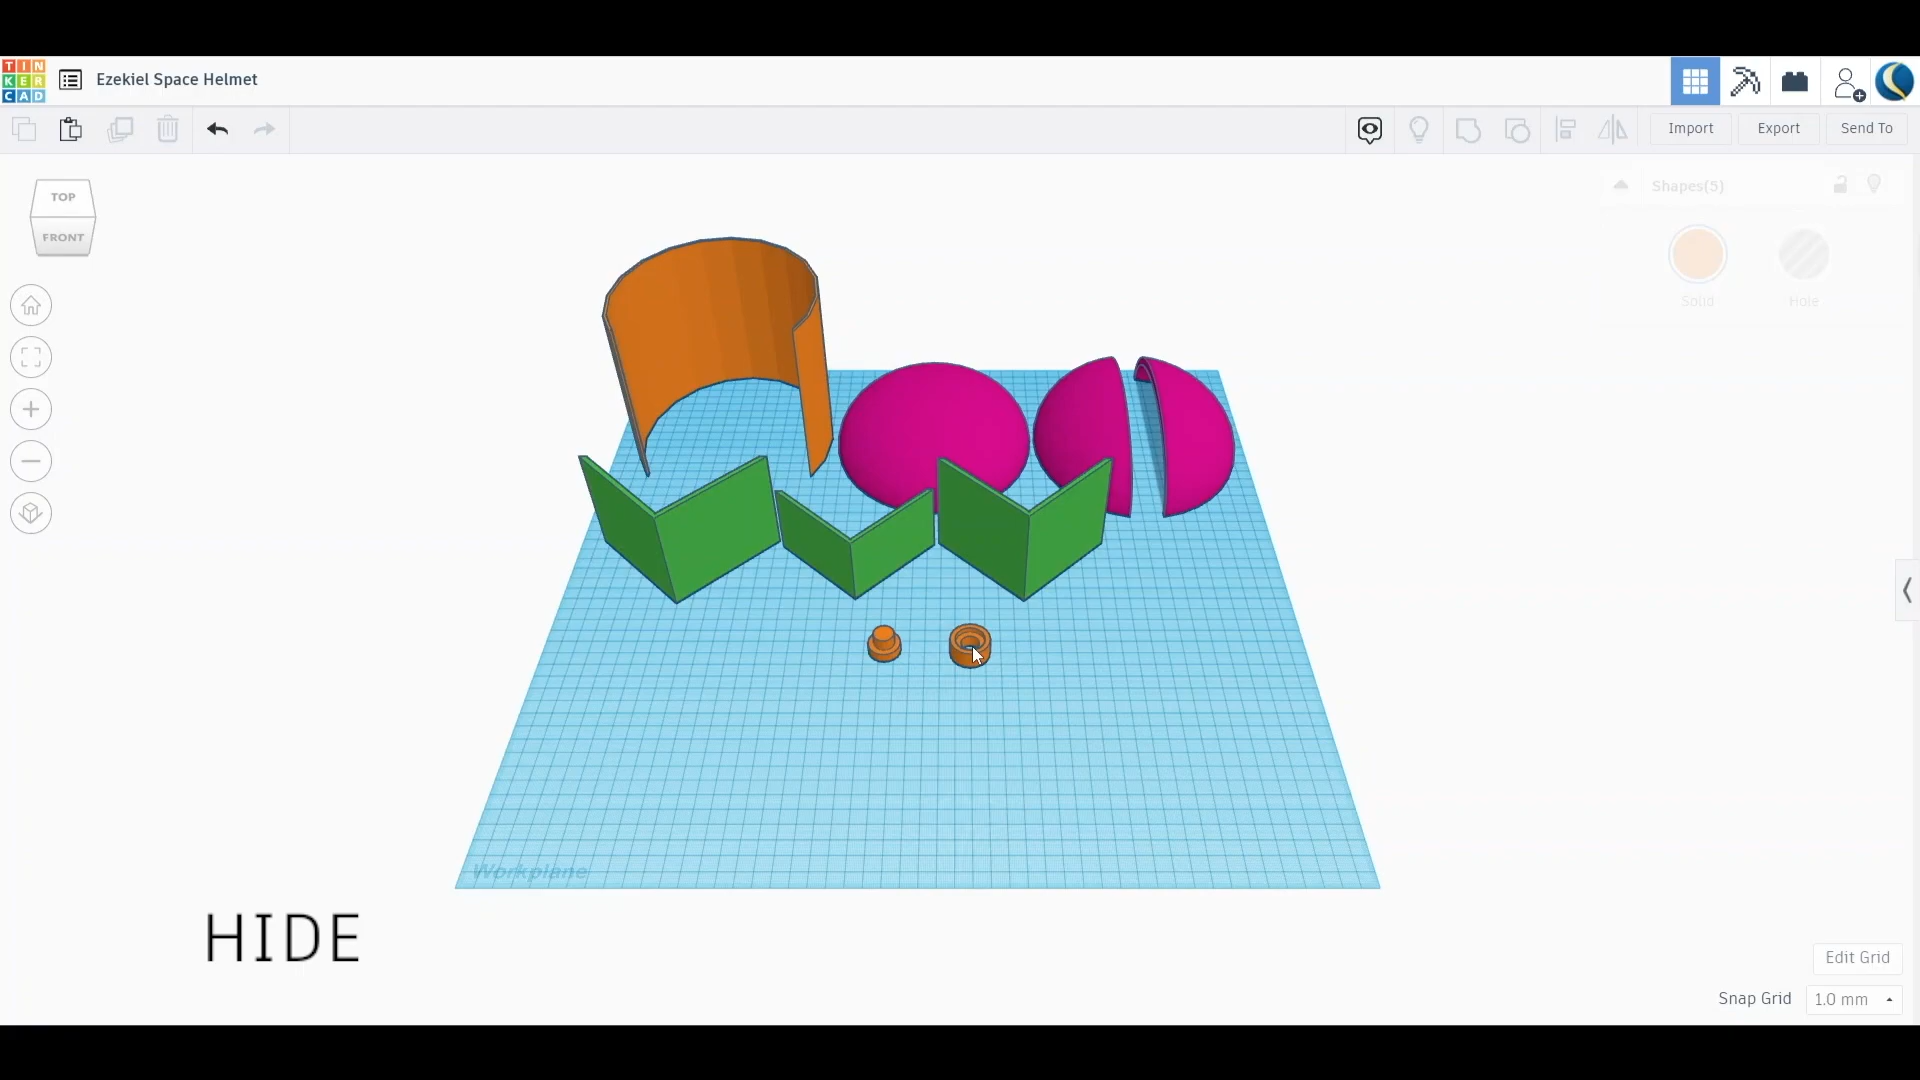 TIN
KER
CAD
Ezekiel Space Helmet
Import
Export
Send To
TOP
FRONT
Shapes(5)
Solid
Hole
Workplane
HIDE
Edit Grid
Snap Grid
1.0 mm